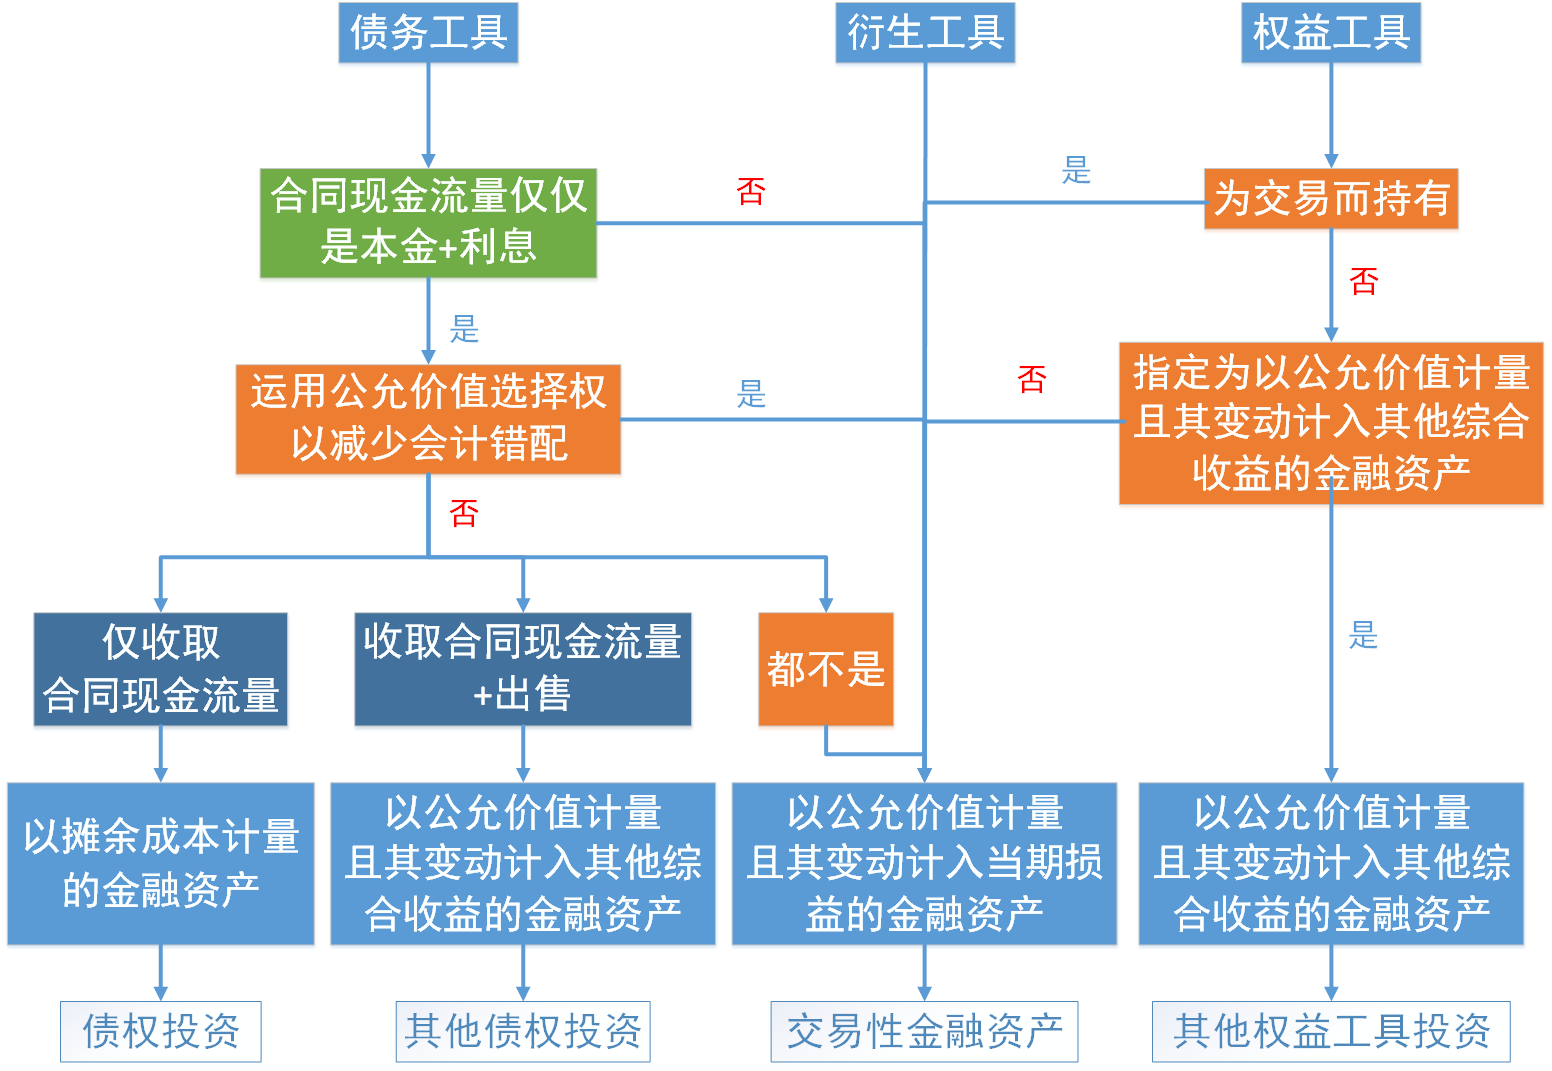 债务工具
衍生工具
权益工具
合同现金流量仅仅
是本金+利息
否
是
为交易而持有
是
否
运用公允价值选择权
以减少会计错配
是
否
指定为以公允价值计量
且其变动计入其他综合
收益的金融资产
否
仅收取
合同现金流量
收取合同现金流量
+出售
都不是
是
以摊余成本计量
的金融资产
以公允价值计量
且其变动计入其他综
合收益的金融资产
以公允价值计量
且其变动计入当期损
益的金融资产
以公允价值计量
且其变动计入其他综
合收益的金融资产
债权投资
其他债权投资
交易性金融资产
其他权益工具投资